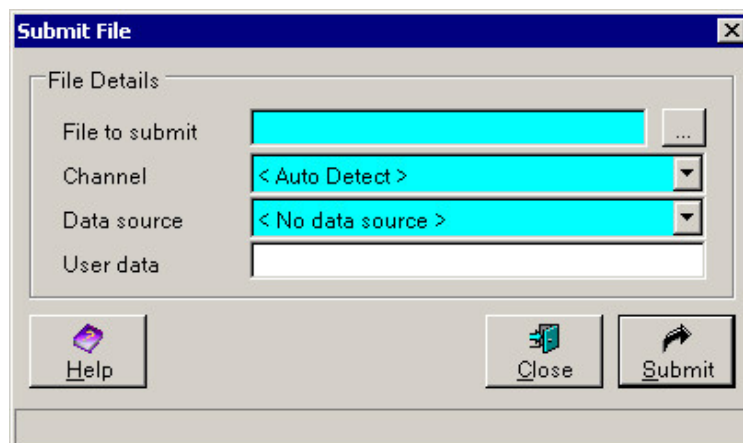 Submit File
File Details
File to submit ...
Channel < Auto Detect >
Data source < No data source >
User data
Help Close Submit